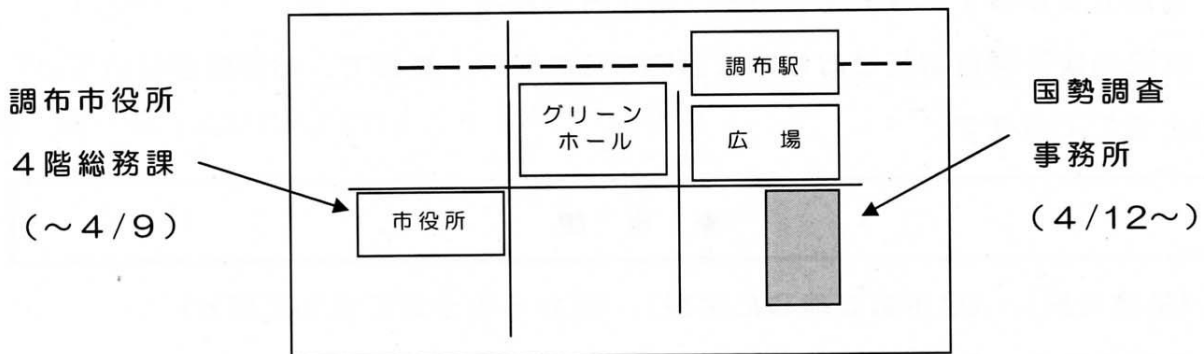 調布市役所
４階総務課
（～４/９）
調布駅
グリーン
ホール
広 場
市役所
国勢調査
事務所
（４/12～）